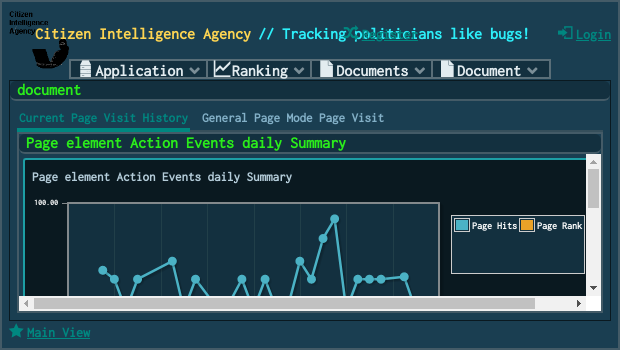 Citizen
Intelligence
Agency
Citizen Intelligence Agency // Tracking politicians like bugs!
Login
Application Ranking Documents Document
document
Current Page Visit History General Page Mode Page Visit
Page element Action Events daily Summary
Page element Action Events daily Summary
100.00
Page Hits Page Rank
Main View